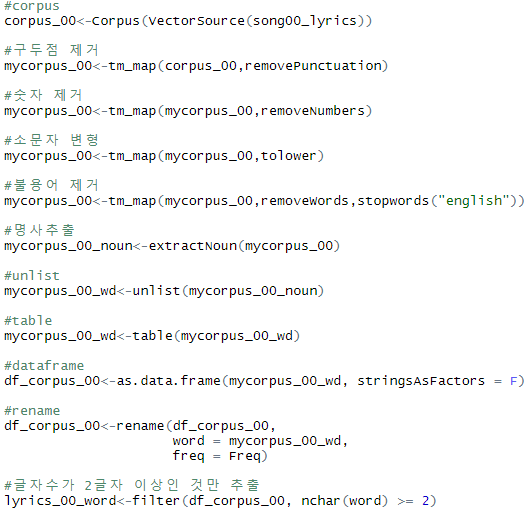 #corpus
corpus_00<-Corpus(VectorSource(song00_lyrics))
#구두점 제거
mycorpus_00<-tm_map(corpus_00,removePunctuation)
#숫자 제거
mycorpus_00<-tm_map(mycorpus_00,removeNumbers)
#소문자 변형
mycorpus_00<-tm_map(mycorpus_00,tolower)
#불용어 제거
mycorpus_00<-tm_map(mycorpus_00,removeWords,stopwords("english"))
#명사추출
mycorpus_00_noun<-extractNoun(mycorpus_00)
#unlist
mycorpus_00_wd<-unlist(mycorpus_00_noun)
#table
mycorpus_00_wd<-table(mycorpus_00_wd)
#dataframe
df_corpus_00<-as.data.frame(mycorpus_00_wd, stringsAsFactors = F)
#rename
df_corpus_00<-rename(df_corpus_00,
word = mycorpus_00_wd,
freq = Freq)
#글자수가 2글자 이상인 것만 추출
lyrics_00_word<-filter(df_corpus_00, nchar(word) >= 2)